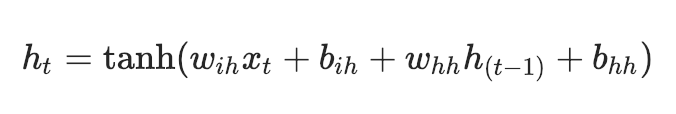 h_t = tanh(w_{ih}x_t + b_{ih} + w_{hh}h_{(t−1)} + b_{hh})